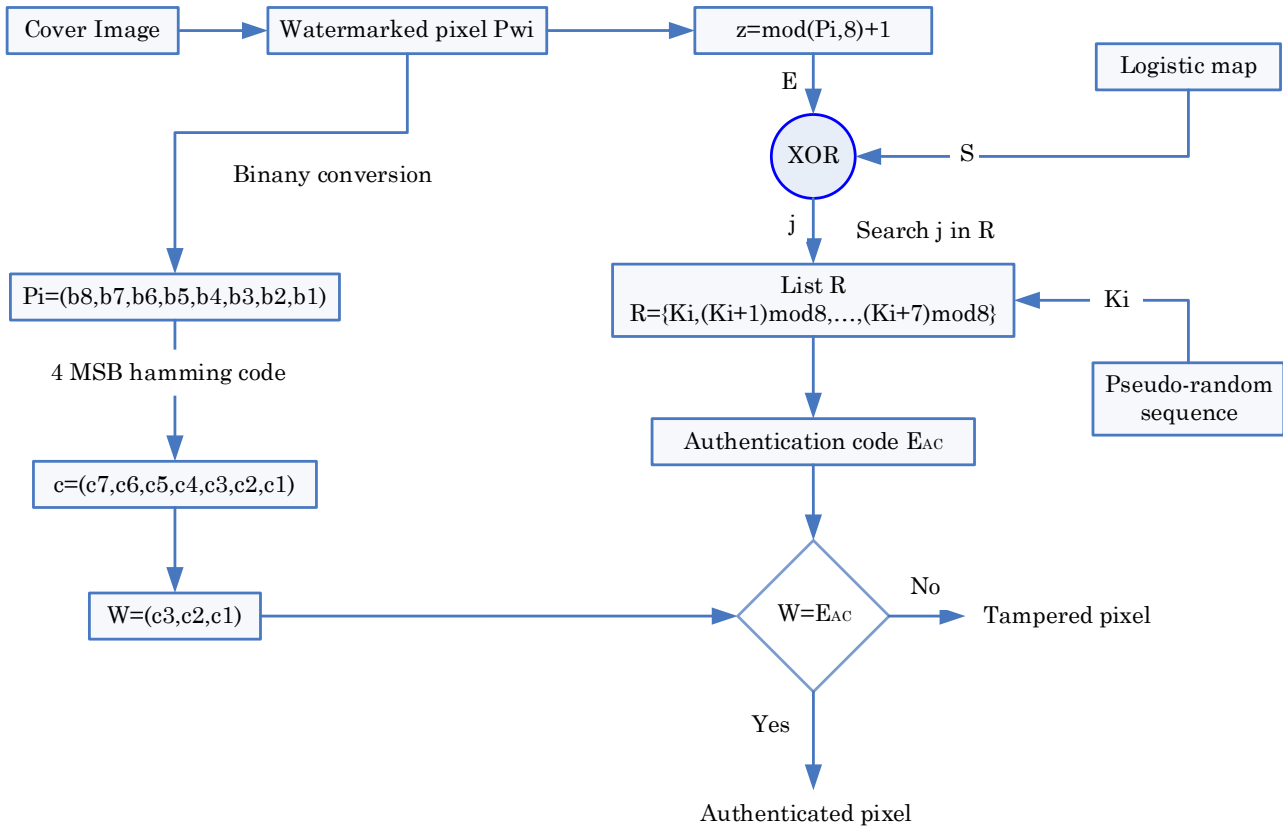 Cover Image
Watermarked pixel Pwi
z=mod(Pi,8)+1
Logistic map
E
XOR
S
Binany conversion
j
Search j in R
Pi=(b8,b7,b6,b5,b4,b3,b2,b1)
List R
R={Ki,(Ki+1)mod8,...,(Ki+7)mod8}
Ki
4 MSB hamming code
Pseudo-random
sequence
Authentication code EAC
c=(c7,c6,c5,c4,c3,c2,c1)
W=(c3,c2,c1)
W=EAC
No
Tampered pixel
Yes
Authenticated pixel